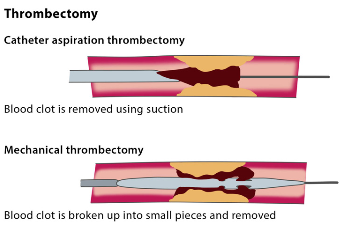 Thrombectomy
Catheter aspiration thrombectomy
Blood clot is removed using suction
Mechanical thrombectomy
Blood clot is broken up into small pieces and removed